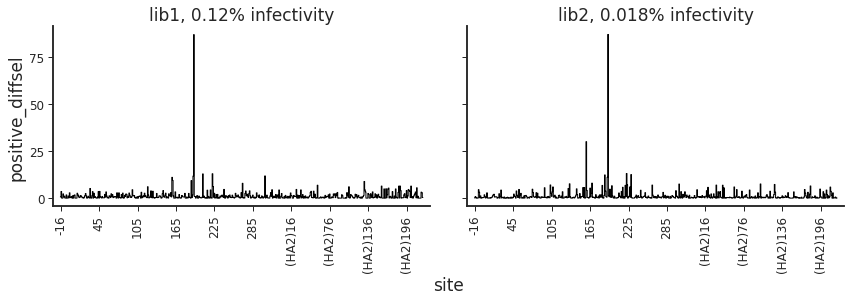 lib1, 0.12% infectivity
lib2, 0.018% infectivity
positive_diffsel
75
50
25
0
-16
45
105
165
225
285
(HA2)16
(HA2)76
(HA2)136
(HA2)196
-16
45
105
165
225
285
(HA2)16
(HA2)76
(HA2)136
(HA2)196
site